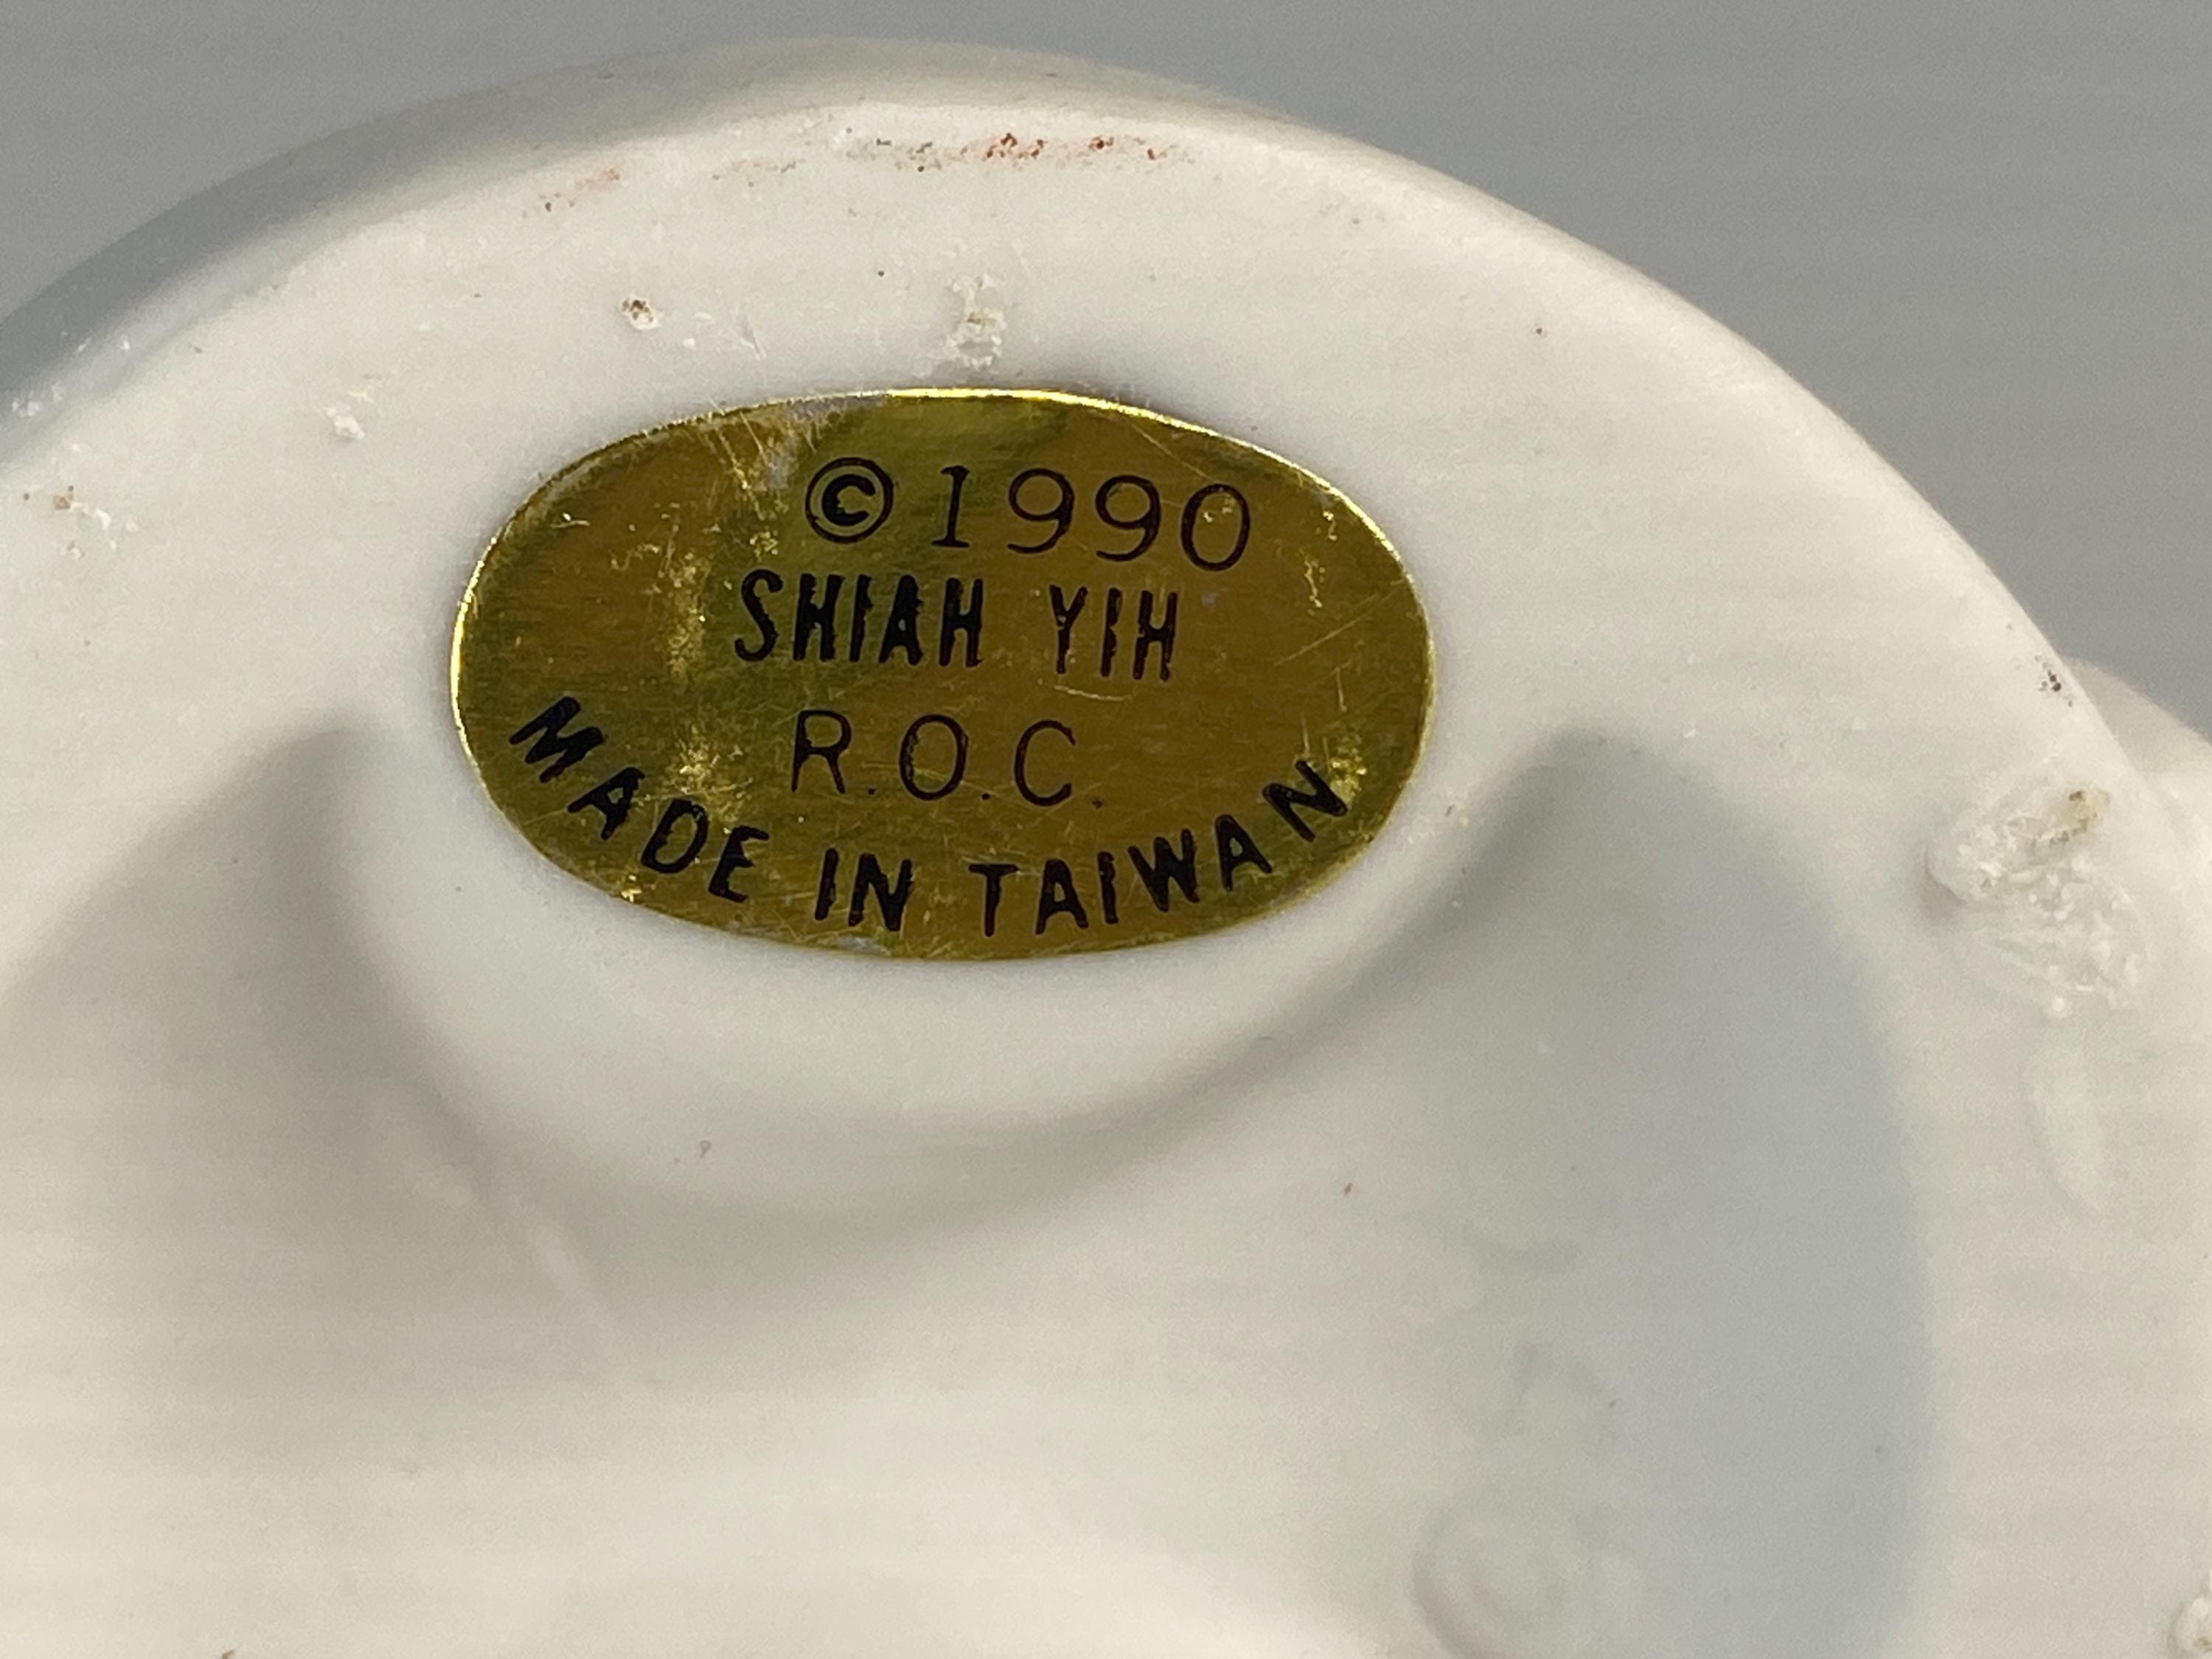 ©1990
SHIAH YIH
R.O.C.
MADE IN TAIWAN